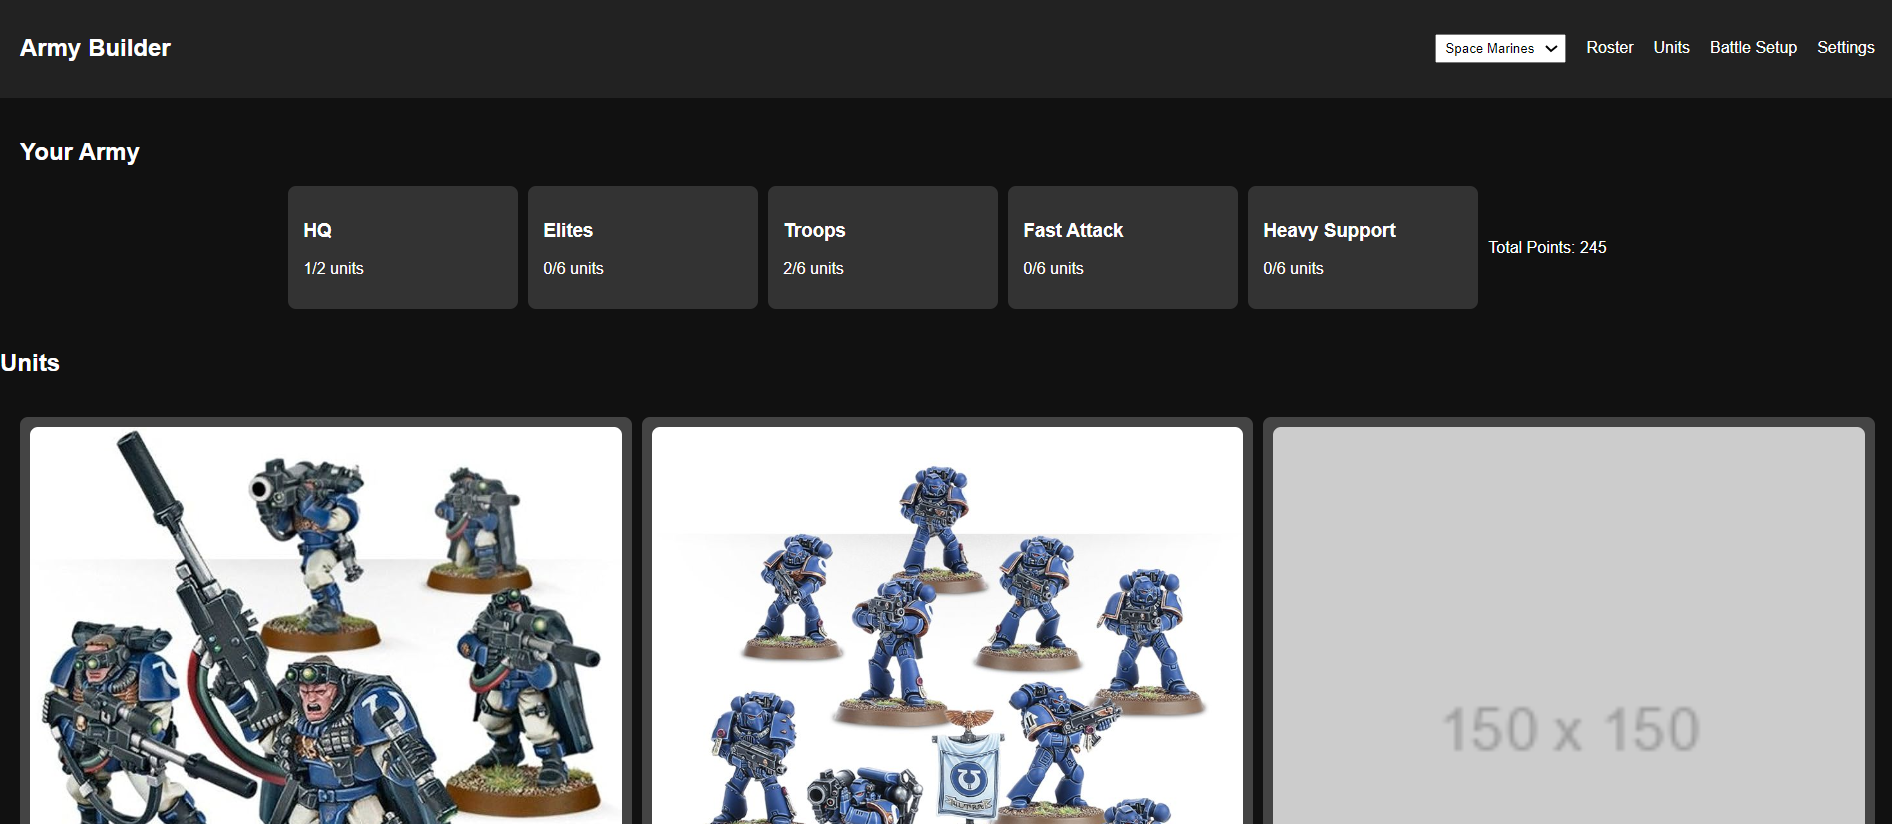 Army Builder
Space Marines
Roster
Units
Battle Setup
Settings
Your Army
HQ
1/2 units
Elites
0/6 units
Troops
2/6 units
Fast Attack
0/6 units
Heavy Support
0/6 units
Total Points: 245
Units
150 x 150